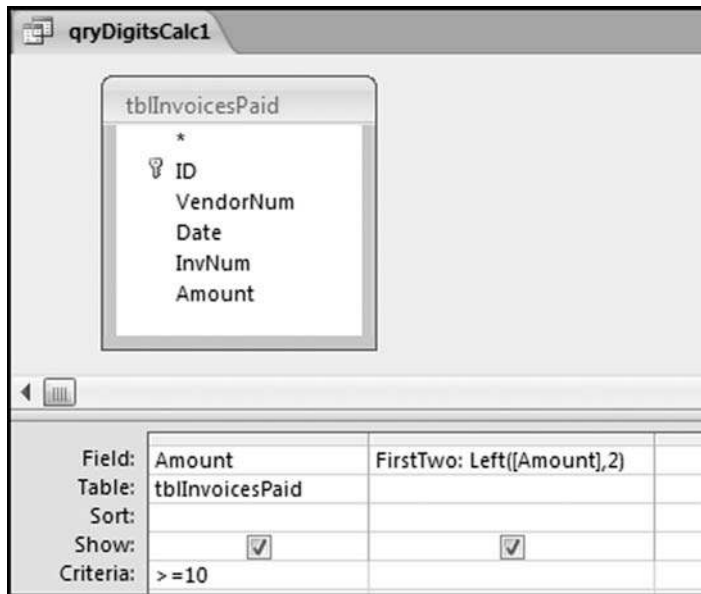 qryDigitsCalc1
tblInvoicesPaid
*
ID
VendorNum
Date
InvNum
Amount
Field: Amount FirstTwo: Left([Amount],2)
Table: tblInvoicesPaid
Sort:
Show:
Criteria: >=10